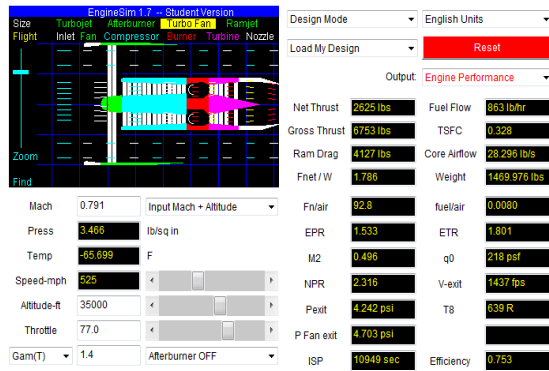 EngineSim 1.7 -- Student Version
Size Turbojet Afterburner Turbo Fan Ramjet
Flight Inlet Fan Compressor Burner Turbine Nozzle
Zoom
Find
Mach 0.791 Input Mach + Altitude
Press 3.466 lb/sq in
Temp -65.699 F
Speed-mph 525
Altitude-ft 35000
Throttle 77.0
Gam(T) 1.4 Afterburner OFF
Design Mode English Units
Load My Design Reset
Output: Engine Performance
Net Thrust 2625 lbs Fuel Flow 863 lb/hr
Gross Thrust 6753 lbs TSFC 0.328
Ram Drag 4127 lbs Core Airflow 28.296 lb/s
Fnet / W 1.786 Weight 1469.976 lbs
Fn/air 92.8 fuel/air 0.0080
EPR 1.533 ETR 1.801
M2 0.496 q0 218 psf
NPR 2.316 V-exit 1437 fps
Pexit 4.242 psi T8 639 R
P Fan exit 4.703 psi
ISP 10949 sec Efficiency 0.753